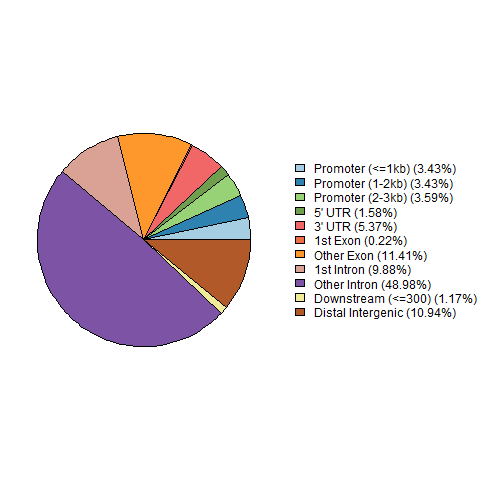 Promoter (<=1kb) (3.43%)
Promoter (1-2kb) (3.43%)
Promoter (2-3kb) (3.59%)
5' UTR (1.58%)
3' UTR (5.37%)
1st Exon (0.22%)
Other Exon (11.41%)
1st Intron (9.88%)
Other Intron (48.98%)
Downstream (<=300) (1.17%)
Distal Intergenic (10.94%)